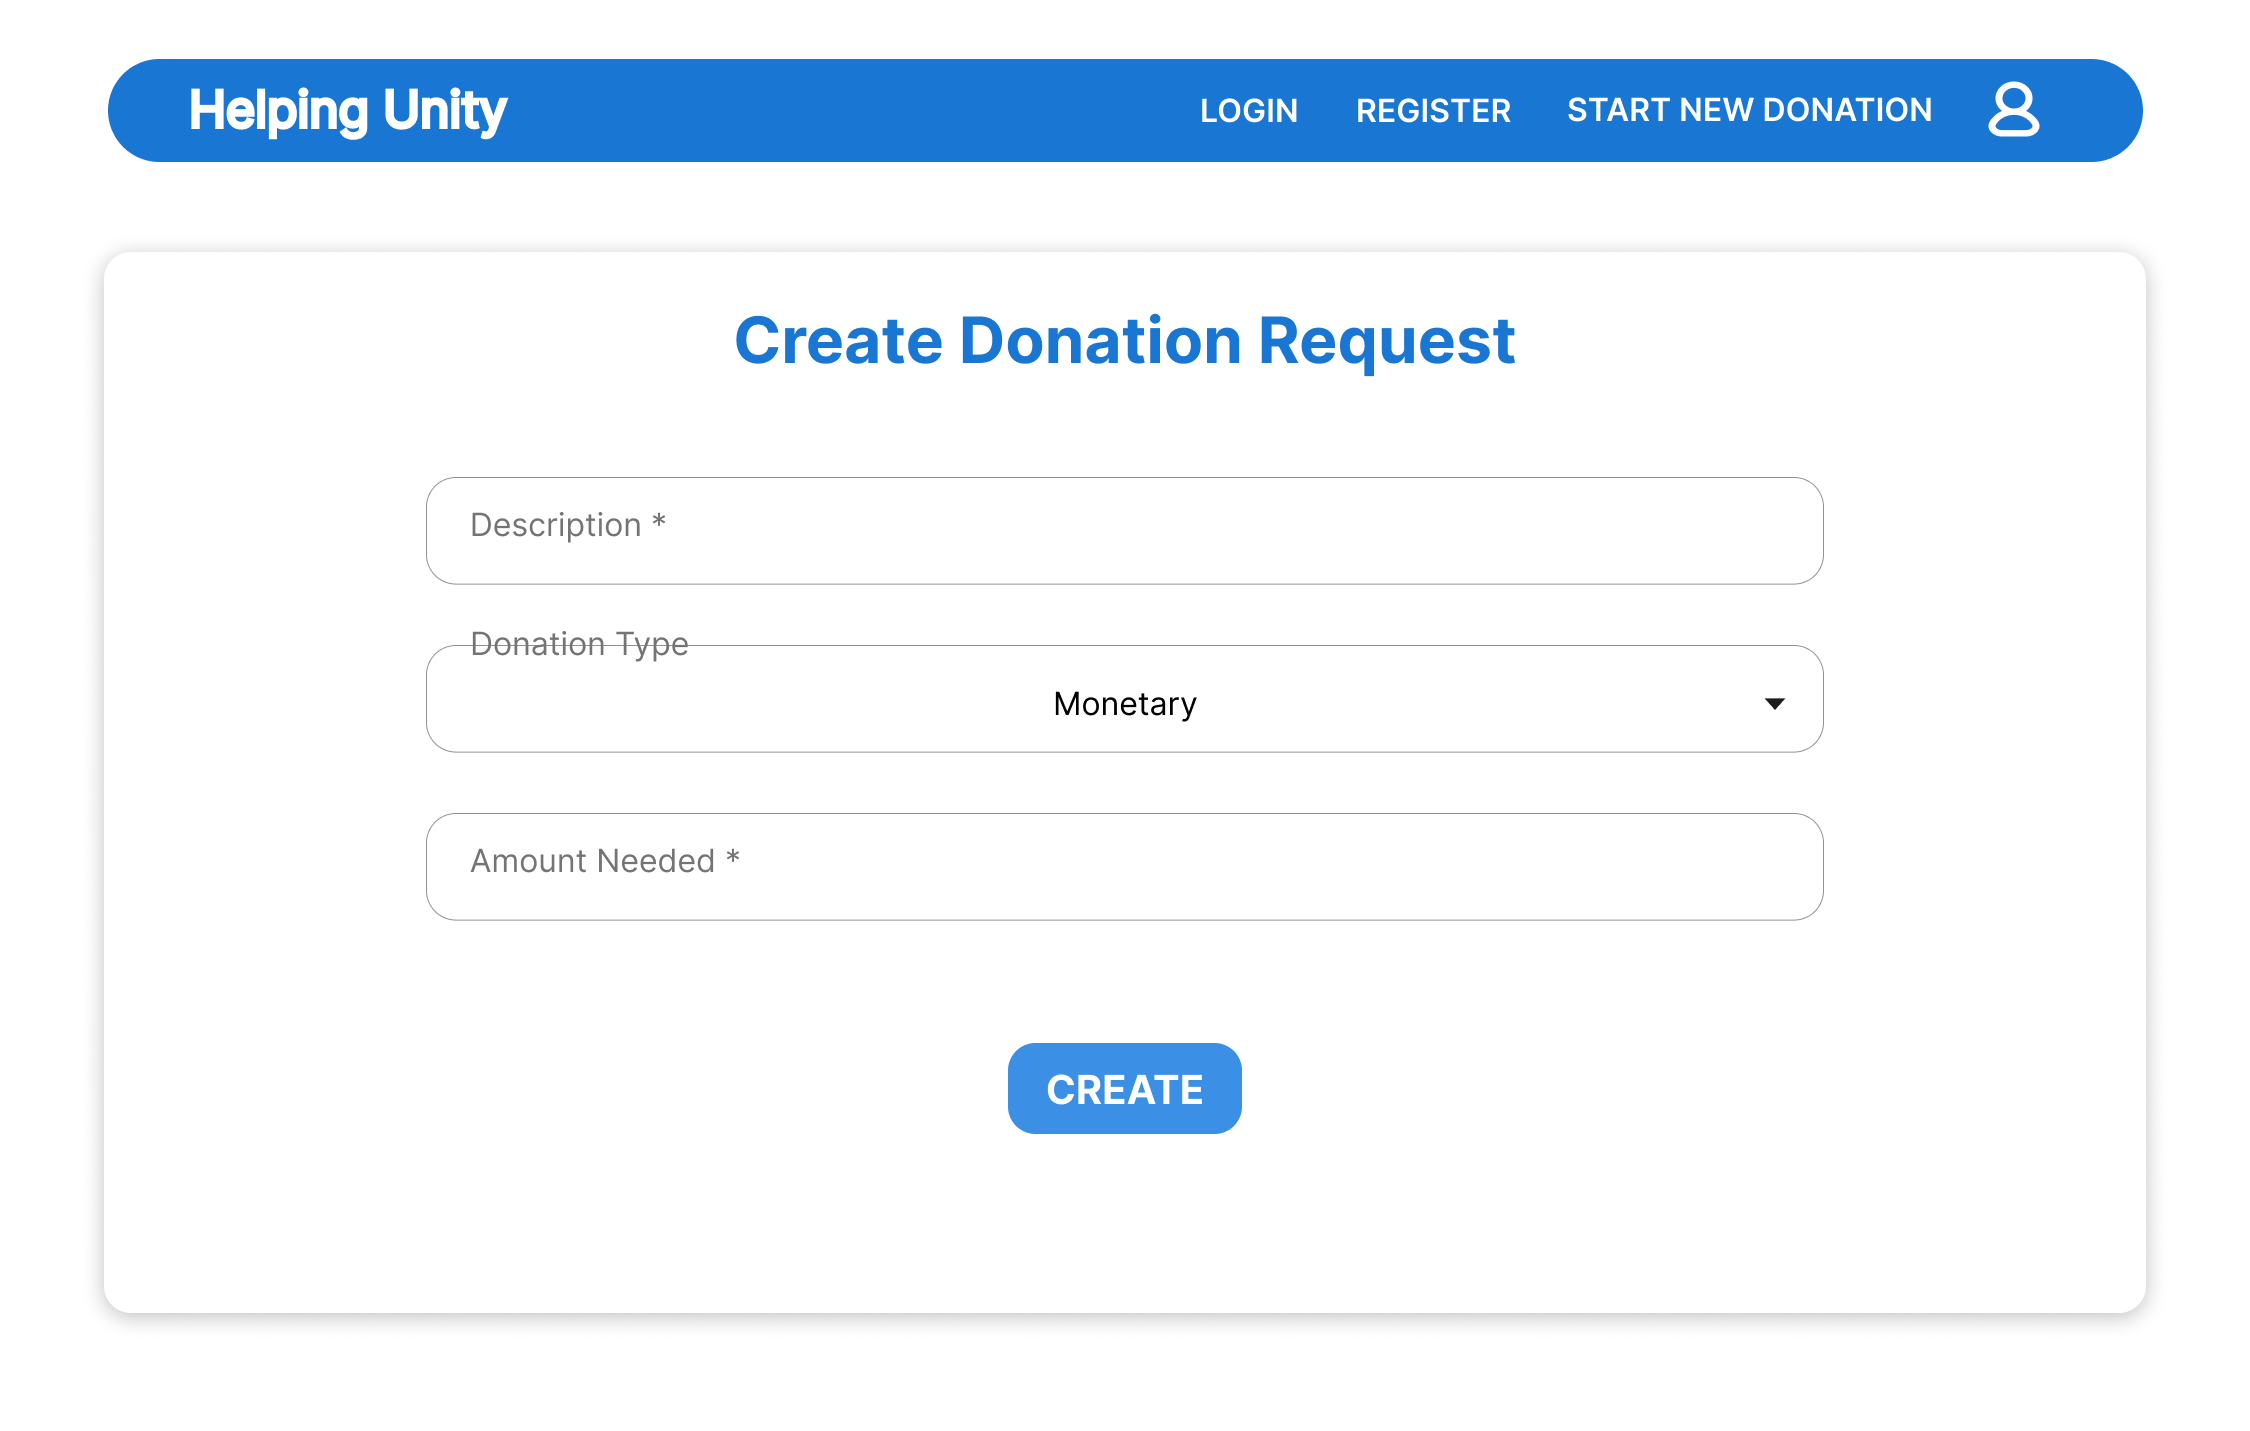 Helping Unity
LOGIN
REGISTER
START NEW DONATION
Create Donation Request
Description *
Donation Type
Monetary
Amount Needed *
CREATE